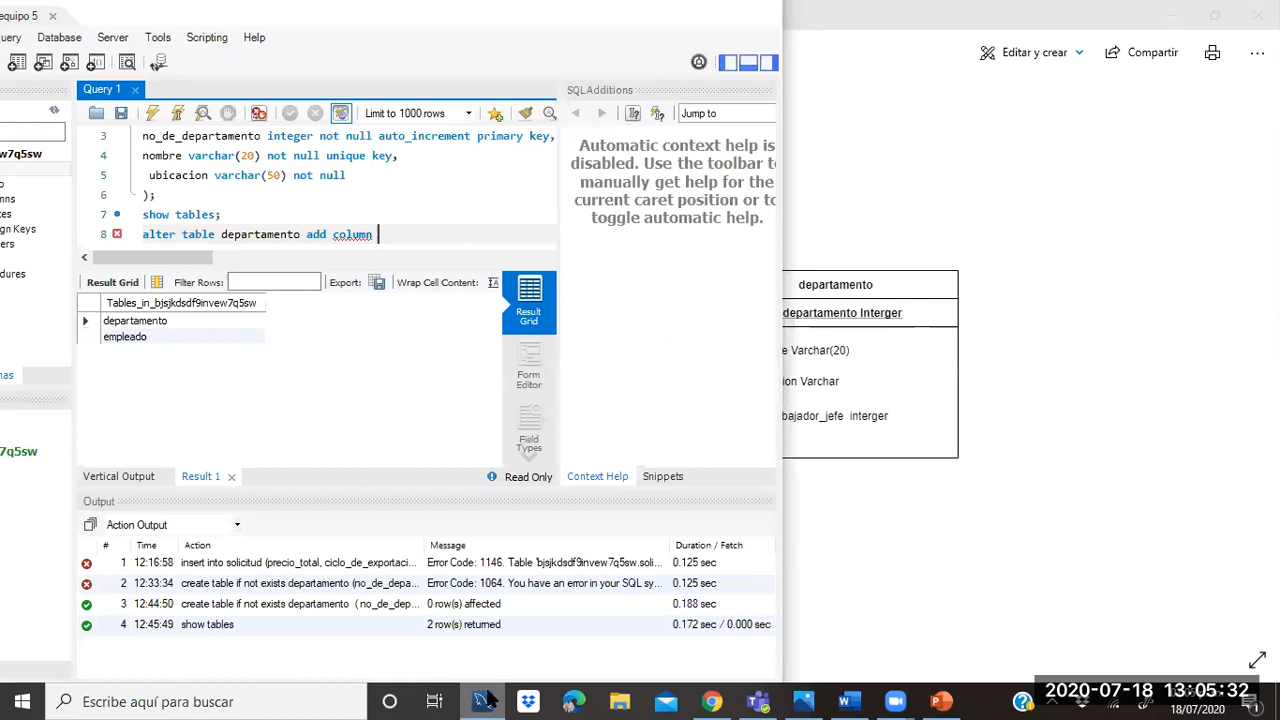 equipo 5
uery Database Server Tools Scripting Help
Query 1
SQLAdditions
Limit to 1000 rows
Jump to
w7q5sw
o
mns
tes
ign Keys
ers
edures
nas
7q5sw
3 no_de_departamento integer not null auto_increment primary key,
4 nombre varchar(20) not null unique key,
5 ubicacion varchar(50) not null
6 );
7 show tables;
8 alter table departamento add column
Automatic context help is
disabled. Use the toolbar to
manually get help for the
current caret position or to
toggle automatic help.
Result Grid Filter Rows: Export: Wrap Cell Content:
Tables_in_bjsjkdsdf9invew7q5sw
departamento
empleado
Result
Grid
Form
Editor
Field
Types
Vertical Output Result 1 Read Only
Context Help Snippets
Output
Action Output
# Time Action Message Duration / Fetch
1 12:16:58 insert into solicitud (precio_total, ciclo_de_exportaci... Error Code: 1146. Table 'bjsjkdsdf9invew7q5sw.soli... 0.125 sec
2 12:33:34 create table if not exists departamento (no_de_depa... Error Code: 1064. You have an error in your SQL sy... 0.125 sec
3 12:44:50 create table if not exists departamento ( no_de_dep... 0 row(s) affected 0.188 sec
4 12:45:49 show tables 2 row(s) returned 0.172 sec / 0.000 sec
Editar y crear Compartir
departamento
departamento Interger
e Varchar(20)
ion Varchar
bajador_jefe interger
Escribe aquí para buscar
2020-07-18 13:05:32
18/07/2020